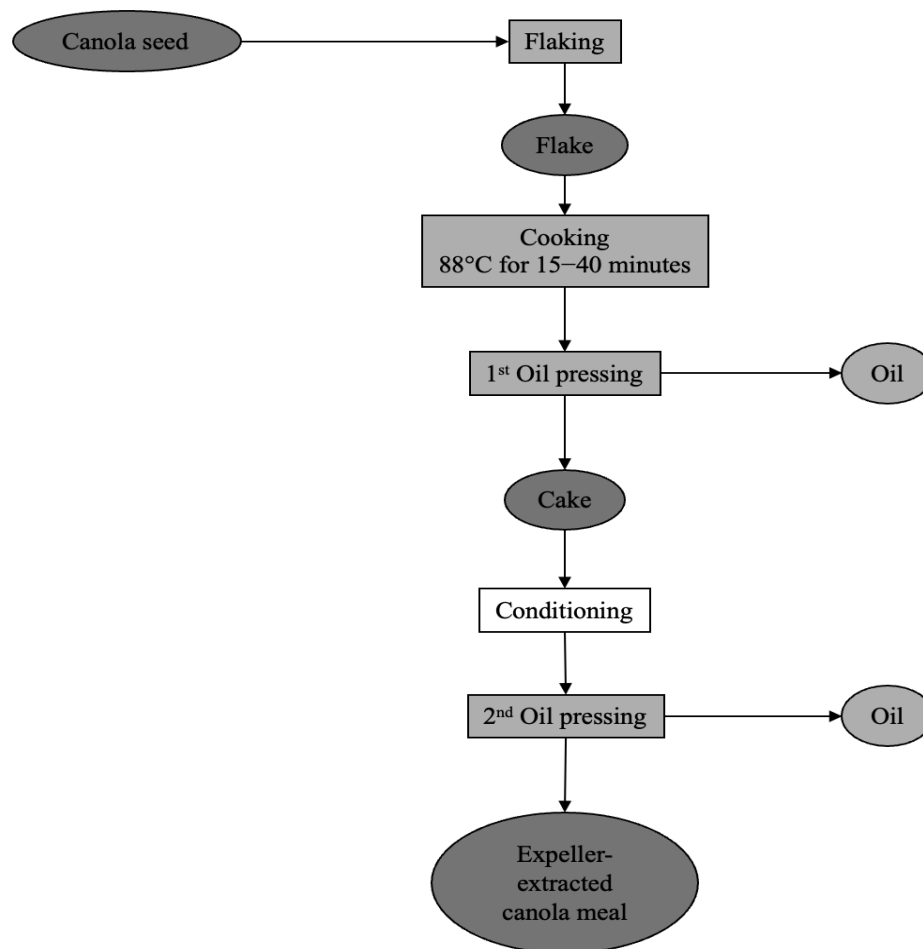 Canola seed
Flaking
Flake
Cooking
88°C for 15−40 minutes
1st Oil pressing
Oil
Cake
Conditioning
2nd Oil pressing
Oil
Expeller-
extracted
canola meal